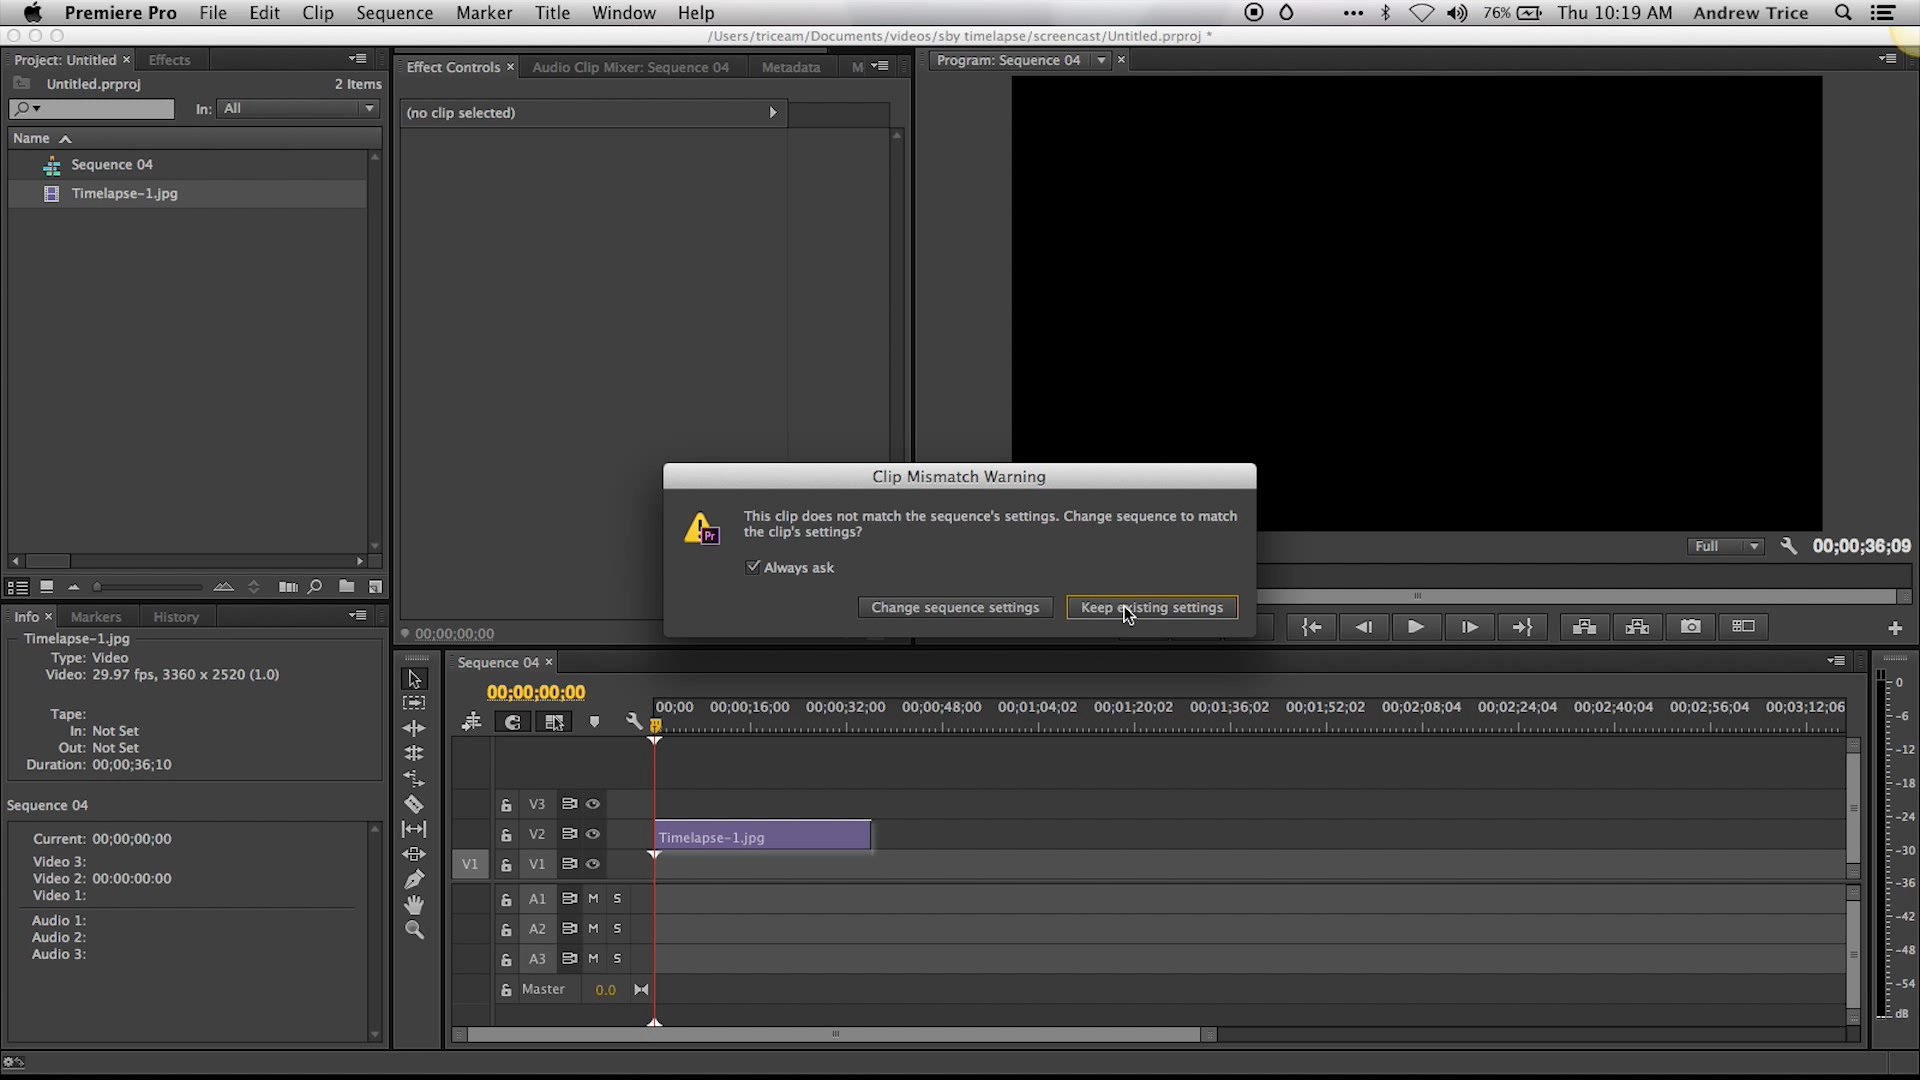 Premiere Pro File Edit Clip Sequence Marker Title Window Help 76% Thu 10:19 AM Andrew Trice
/Users/triceam/Documents/videos/sby timelapse/screencast/Untitled.prproj *
Project: Untitled × Effects
Untitled.prproj 2 Items
In: All
Name
Sequence 04
Timelapse-1.jpg
Effect Controls × Audio Clip Mixer: Sequence 04 Metadata M
(no clip selected)
00;00;00;00
Program: Sequence 04 ×
Full 00;00;36;09
Clip Mismatch Warning
Pr
This clip does not match the sequence's settings. Change sequence to match
the clip's settings?
Always ask
Change sequence settings Keep existing settings
Info × Markers History
Timelapse-1.jpg
Type: Video
Video: 29.97 fps, 3360 x 2520 (1.0)
Tape:
In: Not Set
Out: Not Set
Duration: 00;00;36;10
Sequence 04
Current: 00;00;00;00
Video 3:
Video 2: 00:00:00:00
Video 1:
Audio 1:
Audio 2:
Audio 3:
Sequence 04 ×
00;00;00;00
00;00 00;00;16;00 00;00;32;00 00;00;48;00 00;01;04;02 00;01;20;02 00;01;36;02 00;01;52;02 00;02;08;04 00;02;24;04 00;02;40;04 00;02;56;04 00;03;12;06
V3
V2 Timelapse-1.jpg
V1 V1
A1 M S
A2 M S
A3 M S
Master 0.0
0
-6
-12
-18
-24
-30
-36
-42
-48
-54
dB